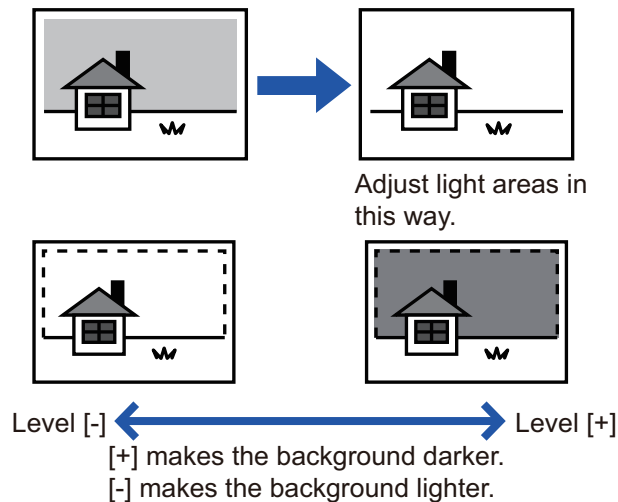 Adjust light areas in
this way.
Level [-]
Level [+]
[+] makes the background darker.
[-] makes the background lighter.